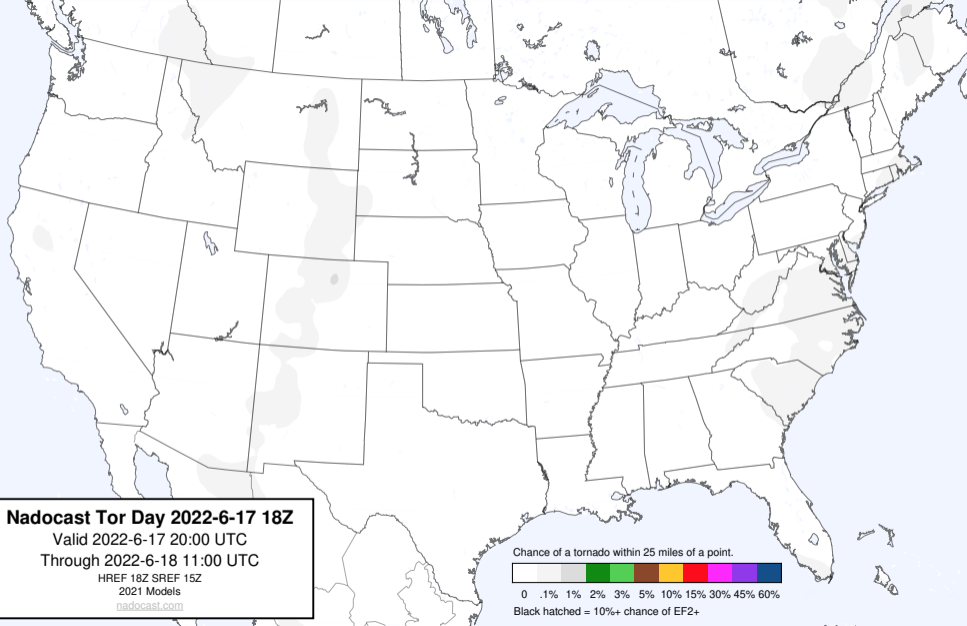 Nadocast Tor Day 2022-6-17 18Z
Valid 2022-6-17 20:00 UTC
Through 2022-6-18 11:00 UTC
HREF 18Z SREF 15Z
2021 Models
nadocast.com
Chance of a tornado within 25 miles of a point.
0 .1% 1% 2% 3% 5% 10% 15% 30% 45% 60%
Black hatched = 10%+ chance of EF2+